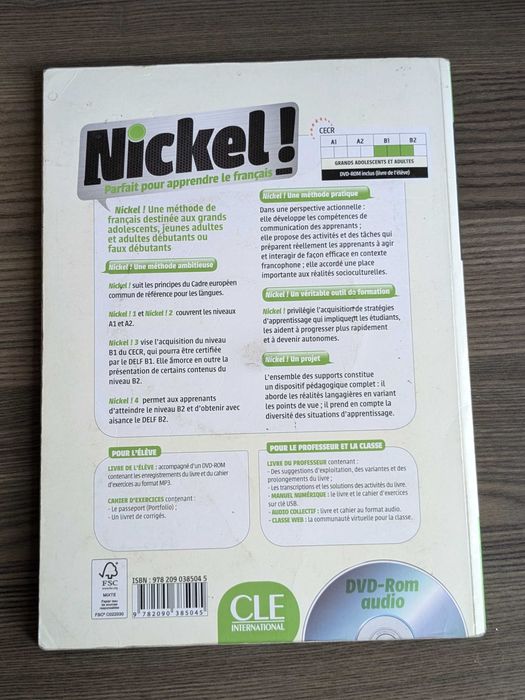 Nickel!
Parfait pour apprendre le français
CECR
A1 A2 B1 B2
GRANDS ADOLESCENTS ET ADULTES
DVD-ROM inclus (livre de l'élève)
Nickel ! Une méthode de
français destinée aux grands
adolescents, jeunes adultes
et adultes débutants ou
faux débutants
Nickel ! Une méthode ambitieuse
Nickel ! suit les principes du Cadre européen
commun de référence pour les langues.
Nickel ! 1 et Nickel ! 2 couvrent les niveaux
A1 et A2.
Nickel ! 3 vise l'acquisition du niveau
B1 du CECR, qui pourra être certifiée
par le DELF B1. Elle amorce en outre la
présentation de certains contenus du
niveau B2.
Nickel ! 4 permet aux apprenants
d'atteindre le niveau B2 et d'obtenir avec
aisance le DELF B2.
Nickel ! Une méthode pratique
Dans une perspective actionnelle :
elle développe les compétences de
communication des apprenants ;
elle propose des activités et des tâches qui
préparent réellement les apprenants à agir
et interagir de façon efficace en contexte
francophone ; elle accorde une place
importante aux réalités socioculturelles.
Nickel ! Un véritable outil de formation
Nickel ! privilégie l'acquisition de stratégies
d'apprentissage qui impliquent les étudiants,
les aident à progresser plus rapidement
et à devenir autonomes.
Nickel ! Un projet
L'ensemble des supports constitue
un dispositif pédagogique complet : il
aborde les réalités langagières en variant
les points de vue ; il prend en compte la
diversité des situations d'apprentissage.
POUR L'ÉLÈVE
LIVRE DE L'ÉLÈVE : accompagné d'un DVD-ROM
contenant les enregistrements du livre et du cahier
d'exercices au format MP3.
CAHIER D'EXERCICES contenant :
- Le passeport (Portfolio) ;
- Un livret de corrigés.
POUR LE PROFESSEUR ET LA CLASSE
LIVRE DU PROFESSEUR contenant :
- Des suggestions d'exploitation, des variantes et des
prolongements du livre ;
- Les transcriptions et les solutions des activités du livre.
- MANUEL NUMÉRIQUE : le livre et le cahier d'exercices
sur clé USB.
- AUDIO COLLECTIF : livre et cahier au format audio.
- CLASSE WEB : la communauté virtuelle pour la classe.
FSC
www.fsc.org
MIXTE
Papier issu
de sources
responsables
FSC® C022030
ISBN : 978 209 038504 5
9 782090 385045
CLE
INTERNATIONAL
DVD-Rom
audio